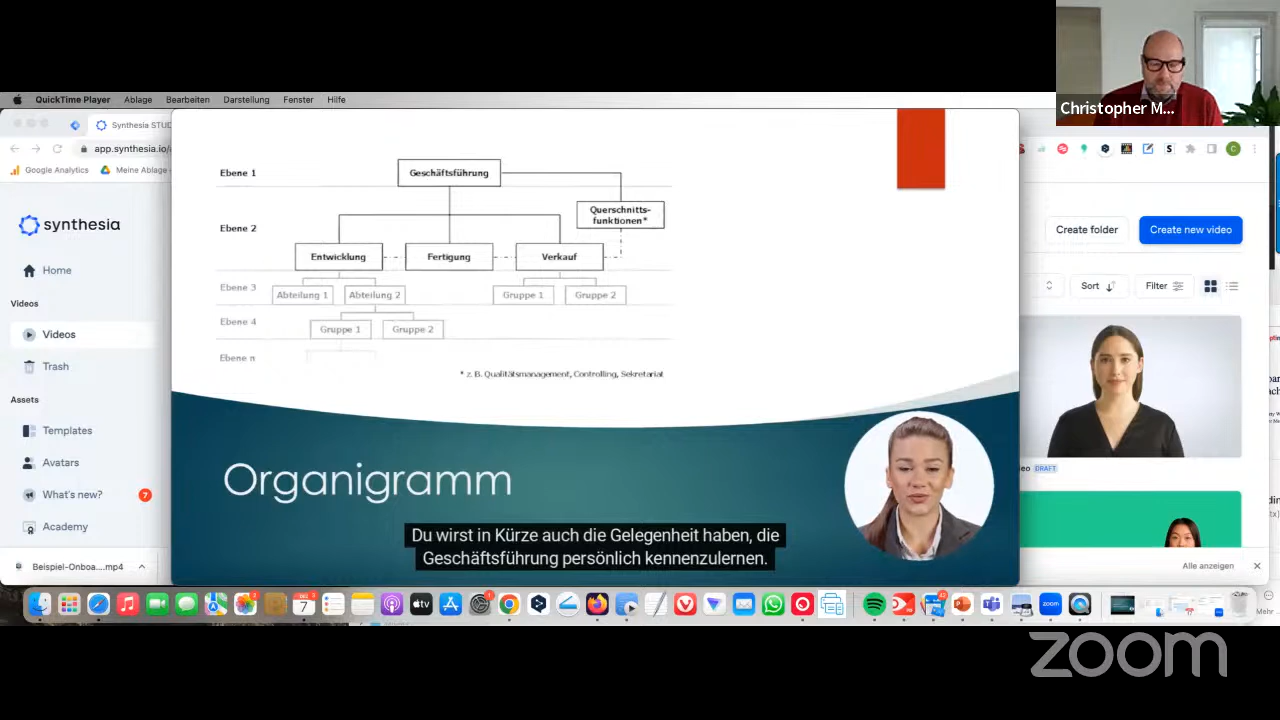 Christopher M...
QuickTime Player Ablage Bearbeiten Darstellung Fenster Hilfe
Synthesia STUD
app.synthesia.io/
Google Analytics Meine Ablage
synthesia
Home
Videos
Videos
Trash
Assets
Templates
Avatars
What's new? 7
Academy
Beispiel-Onboa....mp4
Ebene 1
Geschäftsführung
Querschnitts-
funktionen*
Ebene 2
Entwicklung Fertigung Verkauf
Ebene 3
Abteilung 1 Abteilung 2 Gruppe 1 Gruppe 2
Ebene 4
Gruppe 1 Gruppe 2
Ebene n
* z. B. Qualitätsmanagement, Controlling, Sekretariat
Organigramm
Du wirst in Kürze auch die Gelegenheit haben, die
Geschäftsführung persönlich kennenzulernen.
Create folder Create new video
Sort Filter
DRAFT
Alle anzeigen
Mehr
tv
zoom
zoom